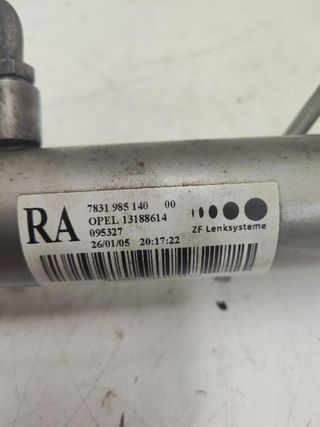 RA
7831 985 140 00
OPEL 13188614
095327
26/01/05 20:17:22
ZF Lenksysteme